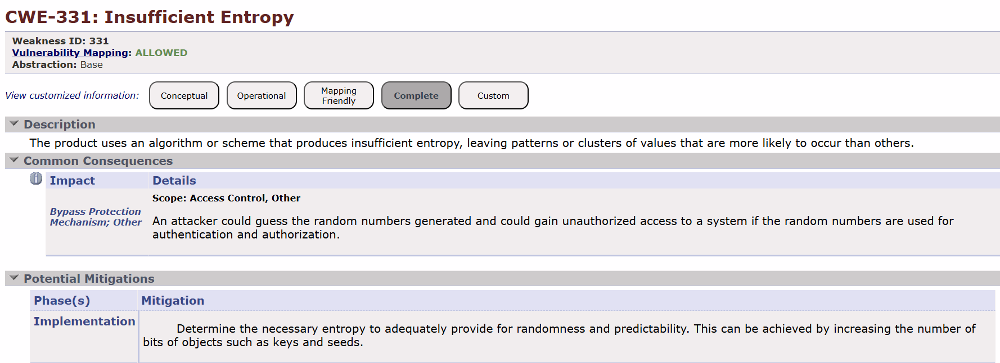 CWE-331: Insufficient Entropy
Weakness ID: 331
Vulnerability Mapping: ALLOWED
Abstraction: Base
View customized information:
Conceptual
Operational
Mapping
Friendly
Complete
Custom
Description
The product uses an algorithm or scheme that produces insufficient entropy, leaving patterns or clusters of values that are more likely to occur than others.
Common Consequences
Impact
Details
Bypass Protection
Mechanism; Other
Scope: Access Control, Other
An attacker could guess the random numbers generated and could gain unauthorized access to a system if the random numbers are used for
authentication and authorization.
Potential Mitigations
Phase(s)
Mitigation
Implementation
Determine the necessary entropy to adequately provide for randomness and predictability. This can be achieved by increasing the number of
bits of objects such as keys and seeds.